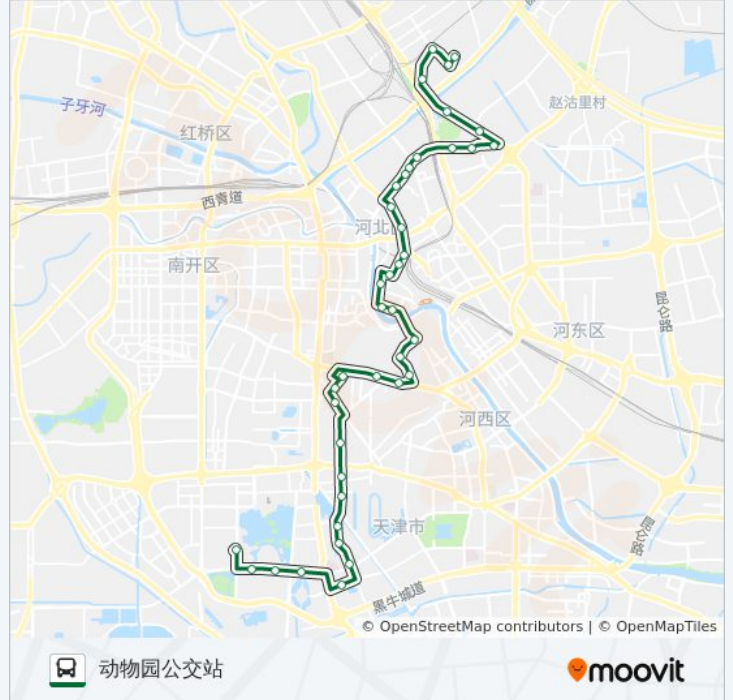 子牙河
红桥区
赵沽里村
西青道
河北区
南开区
昆仑路
河东区
河西区
天津市
昆仑路
黑牛城道
© OpenStreetMap contributors | © OpenMapTiles
动物园公交站
moovit